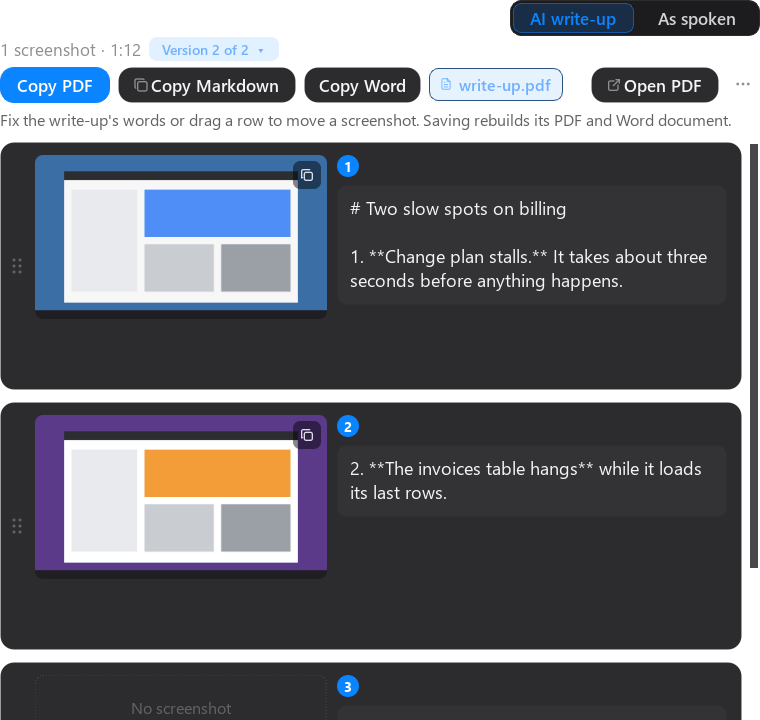 AI write-up
As spoken
1 screenshot · 1:12
Version 2 of 2
Copy PDF
Copy Markdown
Copy Word
write-up.pdf
Open PDF
Fix the write-up's words or drag a row to move a screenshot. Saving rebuilds its PDF and Word document.
1
# Two slow spots on billing
1. **Change plan stalls.** It takes about three
seconds before anything happens.
2
2. **The invoices table hangs** while it loads
its last rows.
3
No screenshot